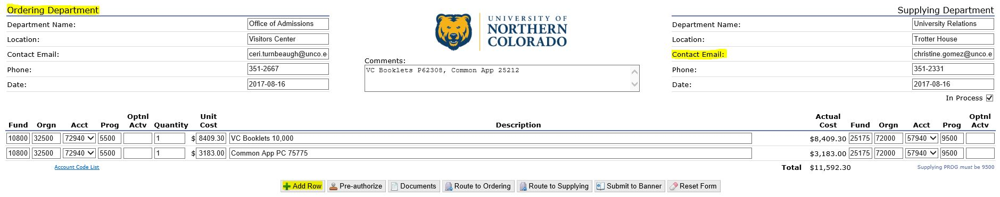 Ordering Department
Department Name: Office of Admissions
Location: Visitors Center
Contact Email: ceri.turnbeaugh@unco.e
Phone: 351-2667
Date: 2017-08-16
UNIVERSITY OF
NORTHERN
COLORADO
Comments:
VC Booklets P62308, Common App 25212
Supplying Department
Department Name: University Relations
Location: Trotter House
Contact Email: christine.gomez@unco.e
Phone: 351-2331
Date: 2017-08-16
In Process
Fund Orgn Acct Prog Optnl Actv Quantity Unit Cost Description Actual Cost Fund Orgn Acct Prog Optnl Actv
10800 32500 72940 5500 1 $ 8409.30 VC Booklets 10,000 $8,409.30 25175 72000 57940 9500
10800 32500 72940 5500 1 $ 3183.00 Common App PC 75775 $3,183.00 25175 72000 57940 9500
Account Code List Total $11,592.30 Supplying PROG must be 9500
Add Row Pre-authorize Documents Route to Ordering Route to Supplying Submit to Banner Reset Form